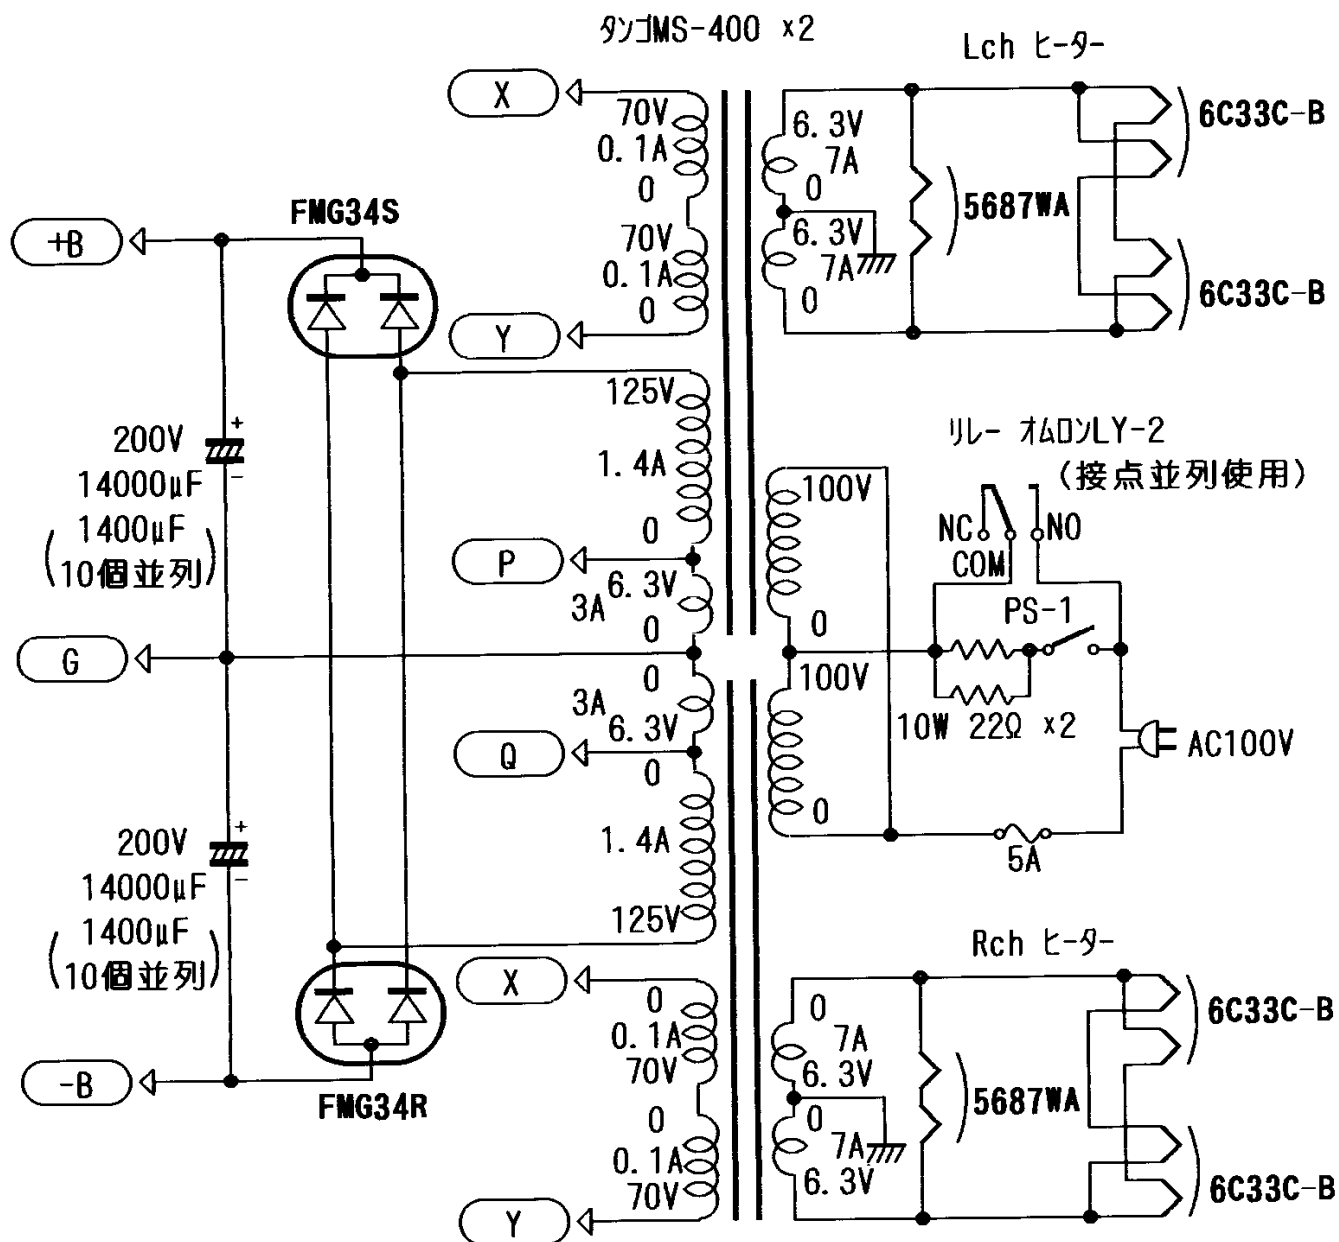 タンゴMS-400 ×2
Lch ヒーター
X
70V
0.1A
0
70V
0.1A
0
Y
6.3V
7A
0
6.3V
7A
0
5687WA
6C33C-B
6C33C-B
FMG34S
+B
200V
+
-
14000μF
(1400μF
10個並列)
G
125V
1.4A
0
P
6.3V
3A
0
0
3A
6.3V
Q
0
1.4A
125V
100V
0
100V
0
リレー オムロンLY-2
(接点並列使用)
NC
COM
NO
PS-1
10W 22Ω ×2
AC100V
5A
200V
+
-
14000μF
(1400μF
10個並列)
-B
FMG34R
X
0
0.1A
70V
0
0.1A
70V
Y
Rch ヒーター
0
7A
6.3V
0
7A
6.3V
5687WA
6C33C-B
6C33C-B